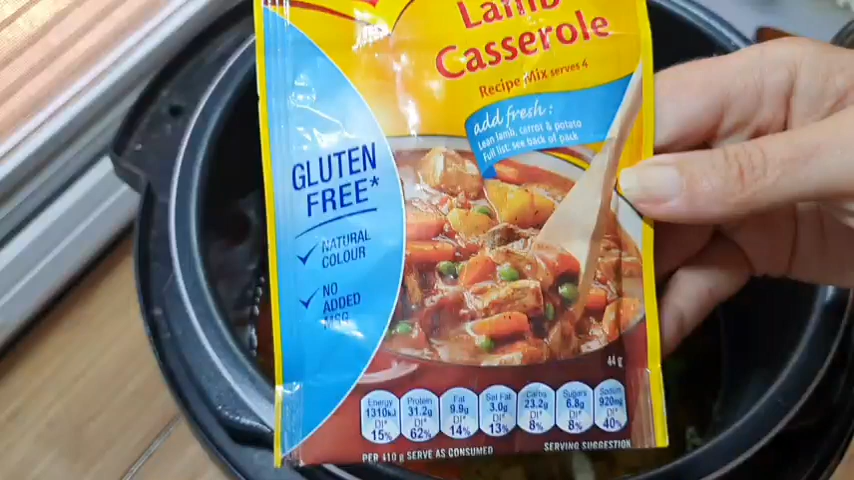 Lamb
Casserole
Recipe Mix serves 4
add fresh:
Lean lamb, carrot & potato
Full list: see back of pack
GLUTEN
FREE*
✓ NATURAL
COLOUR
✓ NO
ADDED
MSG
44 g
Energy
1310kJ
DI*
15%
Protein
31.2g
DI*
62%
Fat
9.9g
DI*
14%
Sat Fat
3.0g
DI*
13%
Carbs
23.2g
DI*
8%
Sugars
6.8g
DI*
8%
Sodium
920mg
DI*
40%
PER 410 g SERVE AS CONSUMED
SERVING SUGGESTION